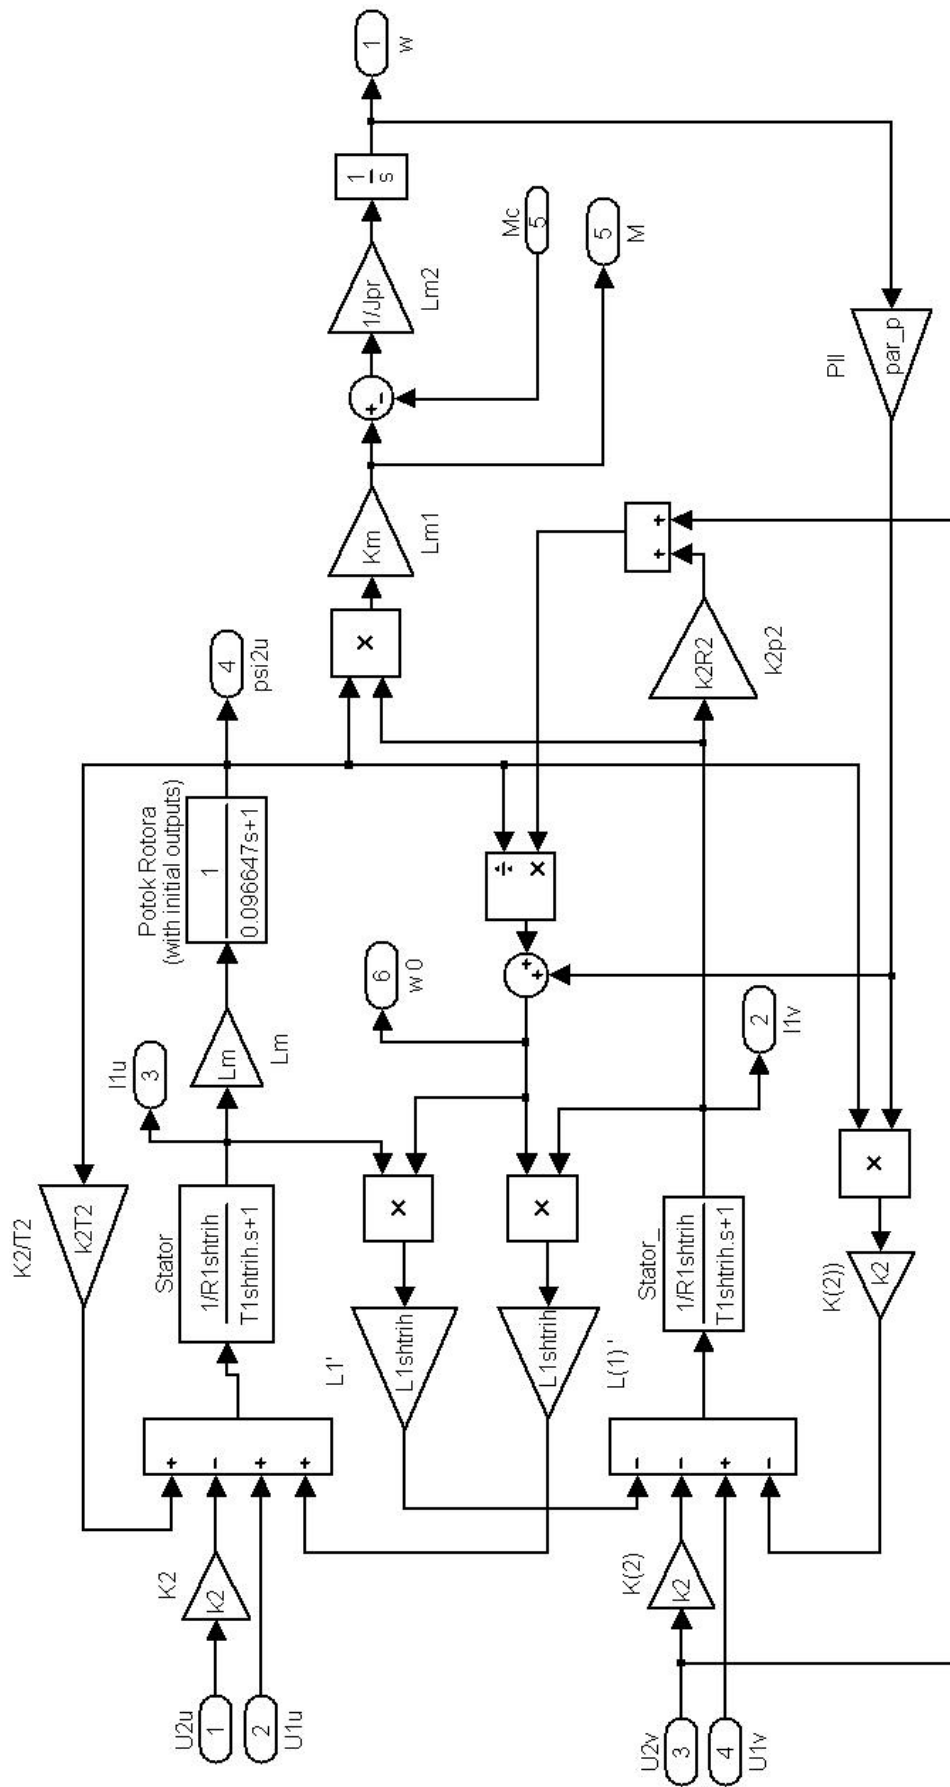 U2u
1
K2
k2
2
U1u
K2/T2
k2T2
+
-
+
+
Stator
1/R1shtrih
T1shtrih.s+1
I1u
3
Lm
Lm
Potok Rotora
(with initial outputs)
1
0.096647s+1
4
psi2u
L1'
L1shtrih
×
L1shtrih
L(1) '
×
6
w 0
+
+
÷
×
×
Km
Lm1
+
-
1/Jpr
Lm2
1
s
1
w
Mc
5
5
M
U2v
3
K(2)
k2
4
U1v
-
-
+
-
Stator_
1/R1shtrih
T1shtrih.s+1
2
I1v
k2R2
k2p2
+
+
K(2))
k2
×
PII
par_p